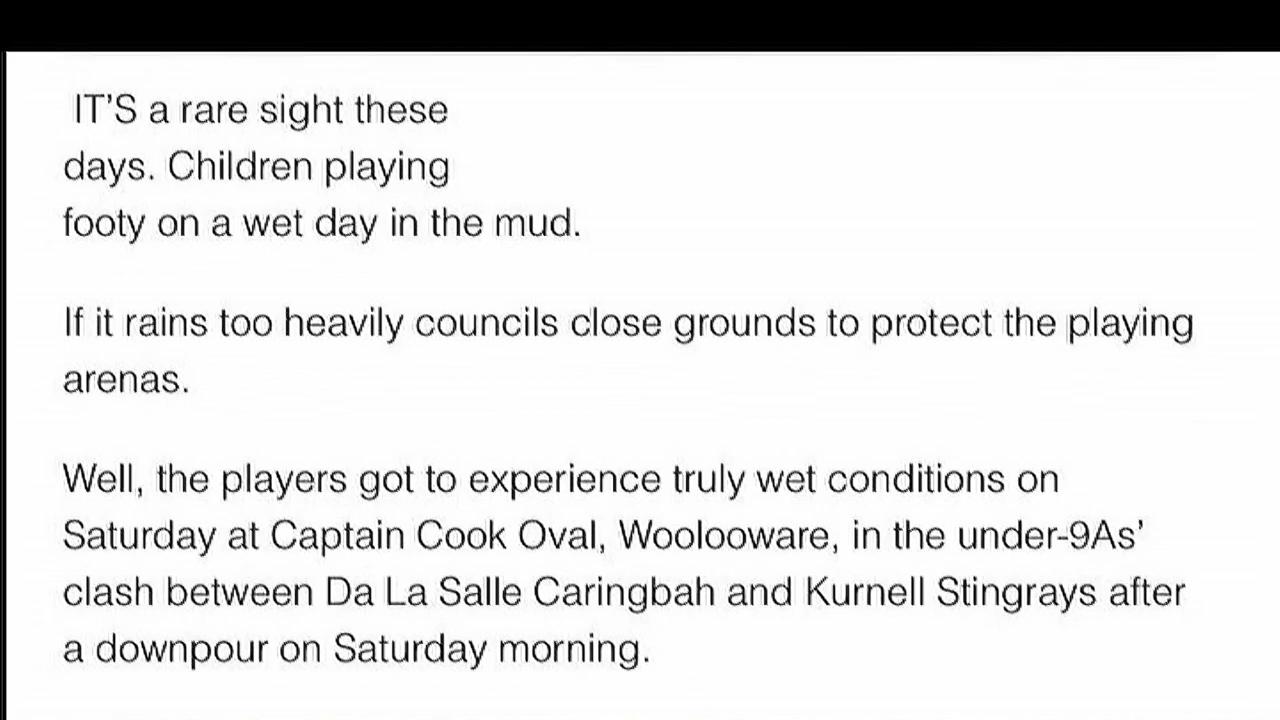 IT'S a rare sight these
days. Children playing
footy on a wet day in the mud.
If it rains too heavily councils close grounds to protect the playing
arenas.
Well, the players got to experience truly wet conditions on
Saturday at Captain Cook Oval, Woolooware, in the under-9As'
clash between Da La Salle Caringbah and Kurnell Stingrays after
a downpour on Saturday morning.